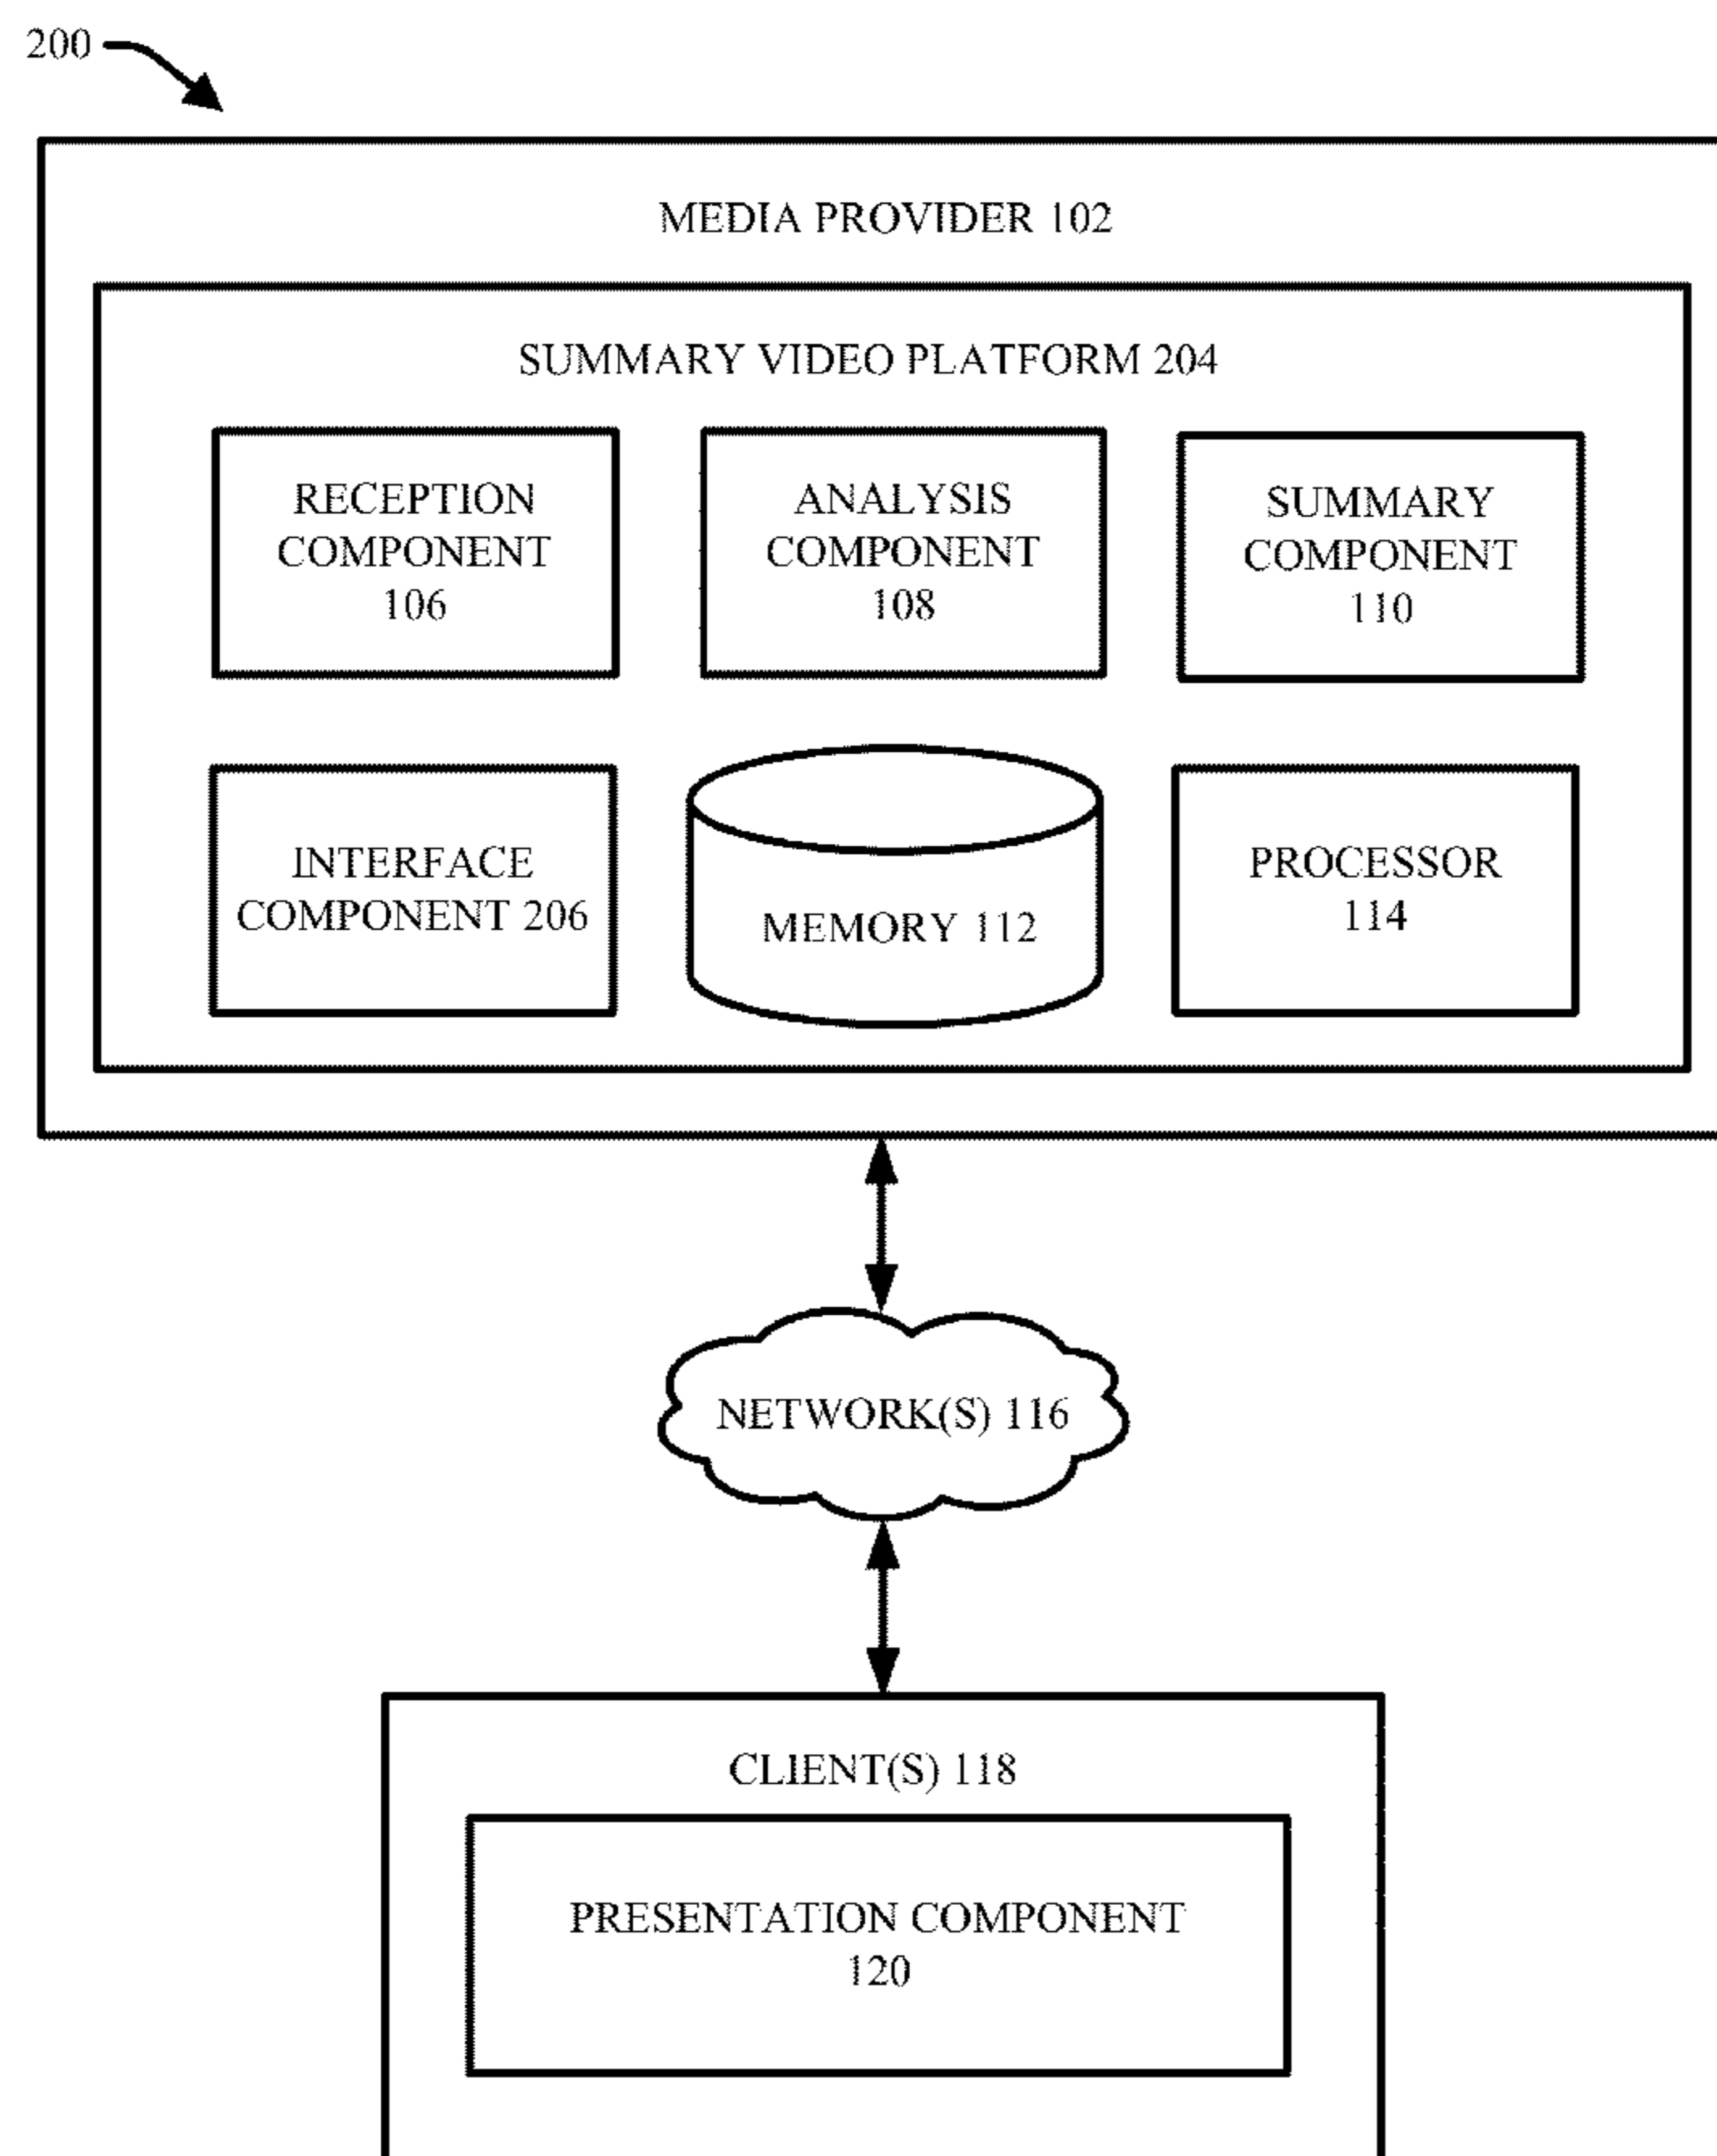 200
MEDIA PROVIDER 102
SUMMARY VIDEO PLATFORM 204
RECEPTION
COMPONENT
106
ANALYSIS
COMPONENT
108
SUMMARY
COMPONENT
110
INTERFACE
COMPONENT 206
MEMORY 112
PROCESSOR
114
NETWORK(S) 116
CLIENT(S) 118
PRESENTATION COMPONENT
120